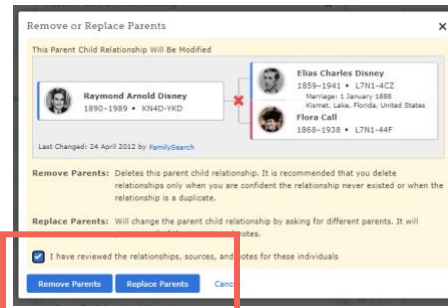 Remove or Replace Parents
×
This Parent Child Relationship Will Be Modified
Raymond Arnold Disney
1890–1989 • KN4D-YKD
Elias Charles Disney
1859–1941 • L7N1-4CZ
Marriage: 1 January 1888
Kismet, Lake, Florida, United States
Flora Call
1868–1938 • L7N1-44F
Last Changed: 24 April 2012 by FamilySearch
Remove Parents: Deletes this parent child relationship. It is recommended that you delete
relationships only when you are confident the relationship never existed or when the
relationship is a duplicate.
Replace Parents: Will change the parent child relationship by asking for different parents. It will
notes.
I have reviewed the relationships, sources, and notes for these individuals
Remove Parents
Replace Parents